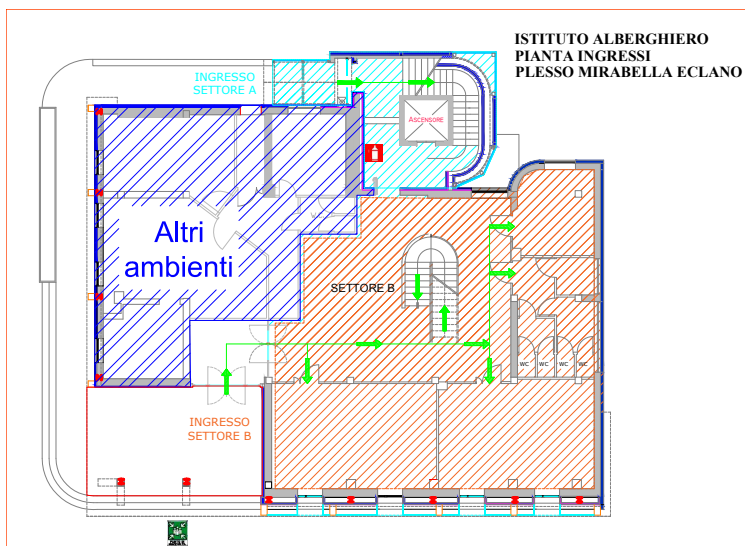 ISTITUTO ALBERGHIERO
PIANTA INGRESSI
PLESSO MIRABELLA ECLANO
INGRESSO
SETTORE A
ASCENSORE
Altri
ambienti
SETTORE B
WC
WC
WC
WC
INGRESSO
SETTORE B